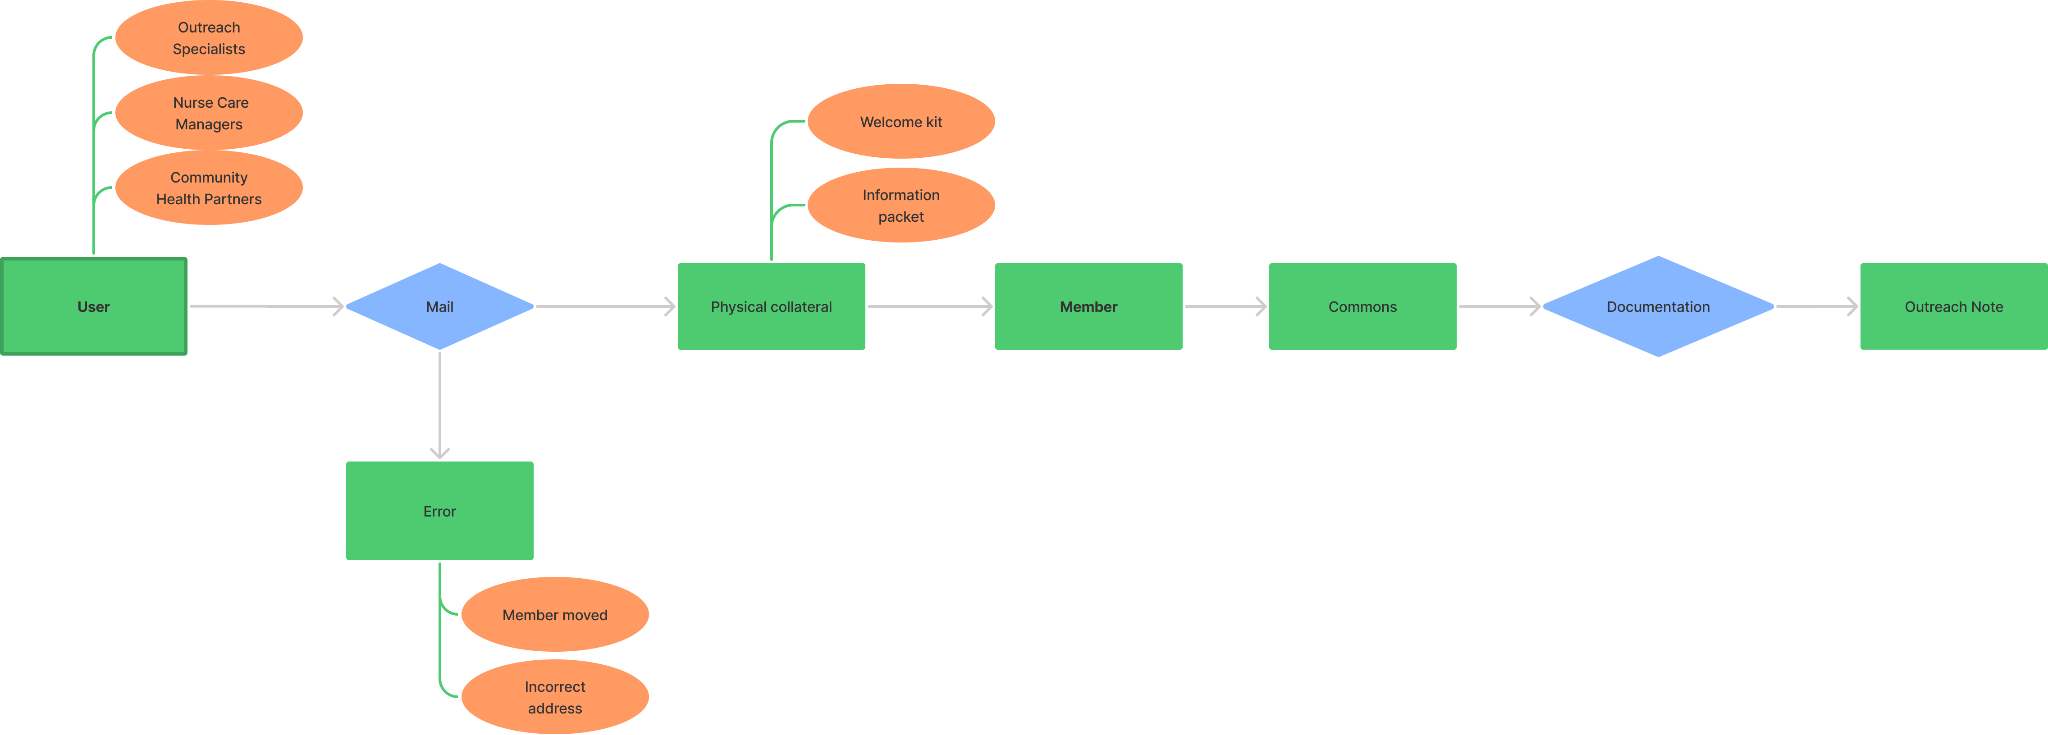 Outreach
Specialists
Nurse Care
Managers
Community
Health Partners
Welcome kit
Information
packet
User
Mail
Physical collateral
Member
Commons
Documentation
Outreach Note
Error
Member moved
Incorrect
address